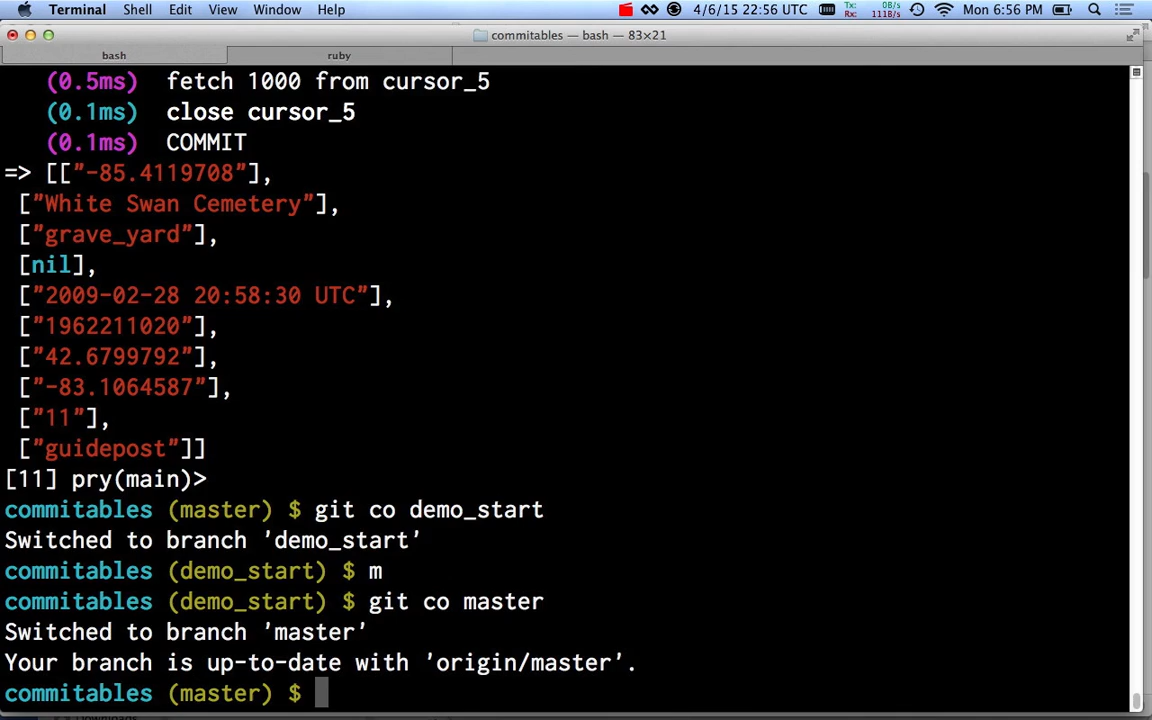 Terminal Shell Edit View Window Help 4/6/15 22:56 UTC Tx: 0B/s Rx: 111B/s Mon 6:56 PM
commitables — bash — 83×21
bash ruby
(0.5ms) fetch 1000 from cursor_5
(0.1ms) close cursor_5
(0.1ms) COMMIT
=> [["-85.4119708"],
["White Swan Cemetery"],
["grave_yard"],
[nil],
["2009-02-28 20:58:30 UTC"],
["1962211020"],
["42.6799792"],
["-83.1064587"],
["11"],
["guidepost"]]
[11] pry(main)>
commitables (master) $ git co demo_start
Switched to branch 'demo_start'
commitables (demo_start) $ m
commitables (demo_start) $ git co master
Switched to branch 'master'
Your branch is up-to-date with 'origin/master'.
commitables (master) $